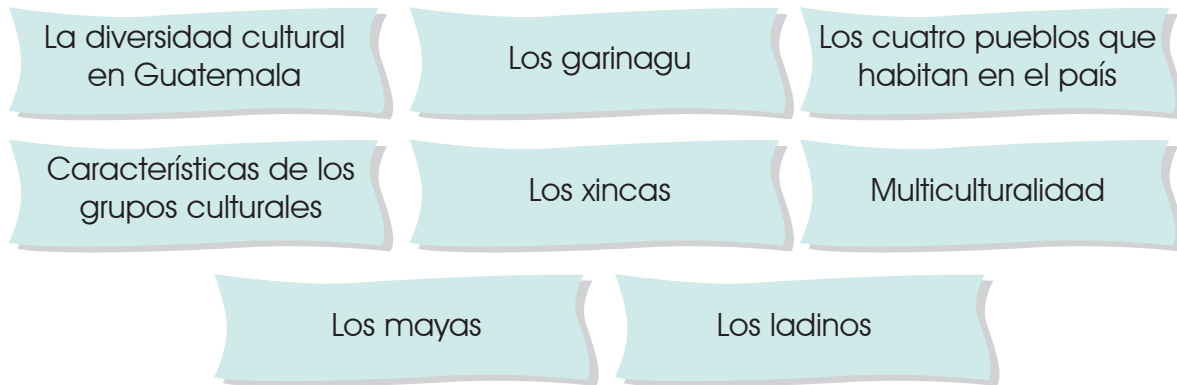 La diversidad cultural
en Guatemala
Los garinagu
Los cuatro pueblos que
habitan en el país
Características de los
grupos culturales
Los xincas
Multiculturalidad
Los mayas
Los ladinos